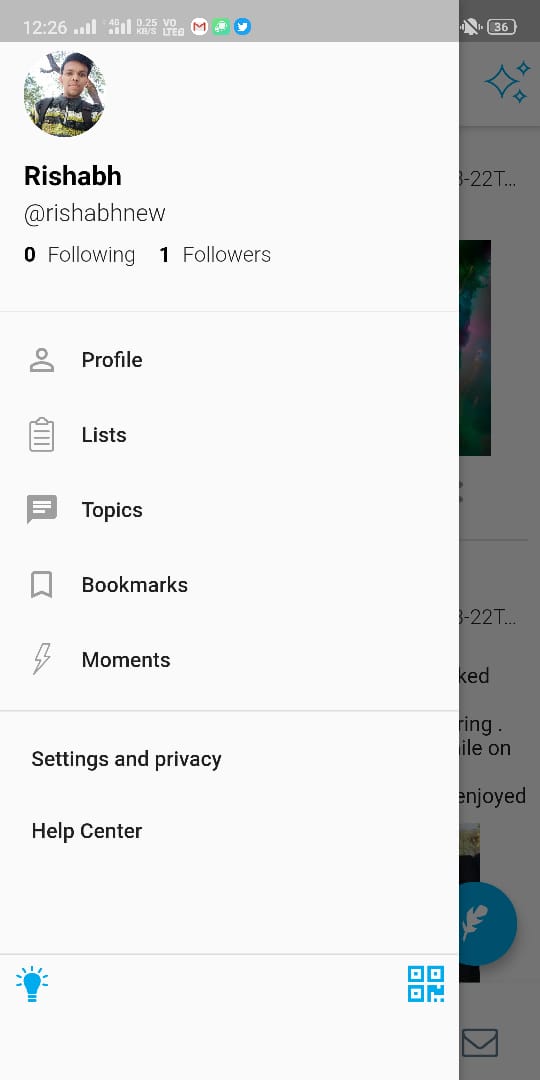 12:26 4G 0.25 KB/S VO LTE 36
Rishabh
@rishabhnew
0 Following 1 Followers
3-22T...
Profile
Lists
Topics
Bookmarks
3-22T...
Moments
ked
ring .
ile on
Settings and privacy
enjoyed
Help Center